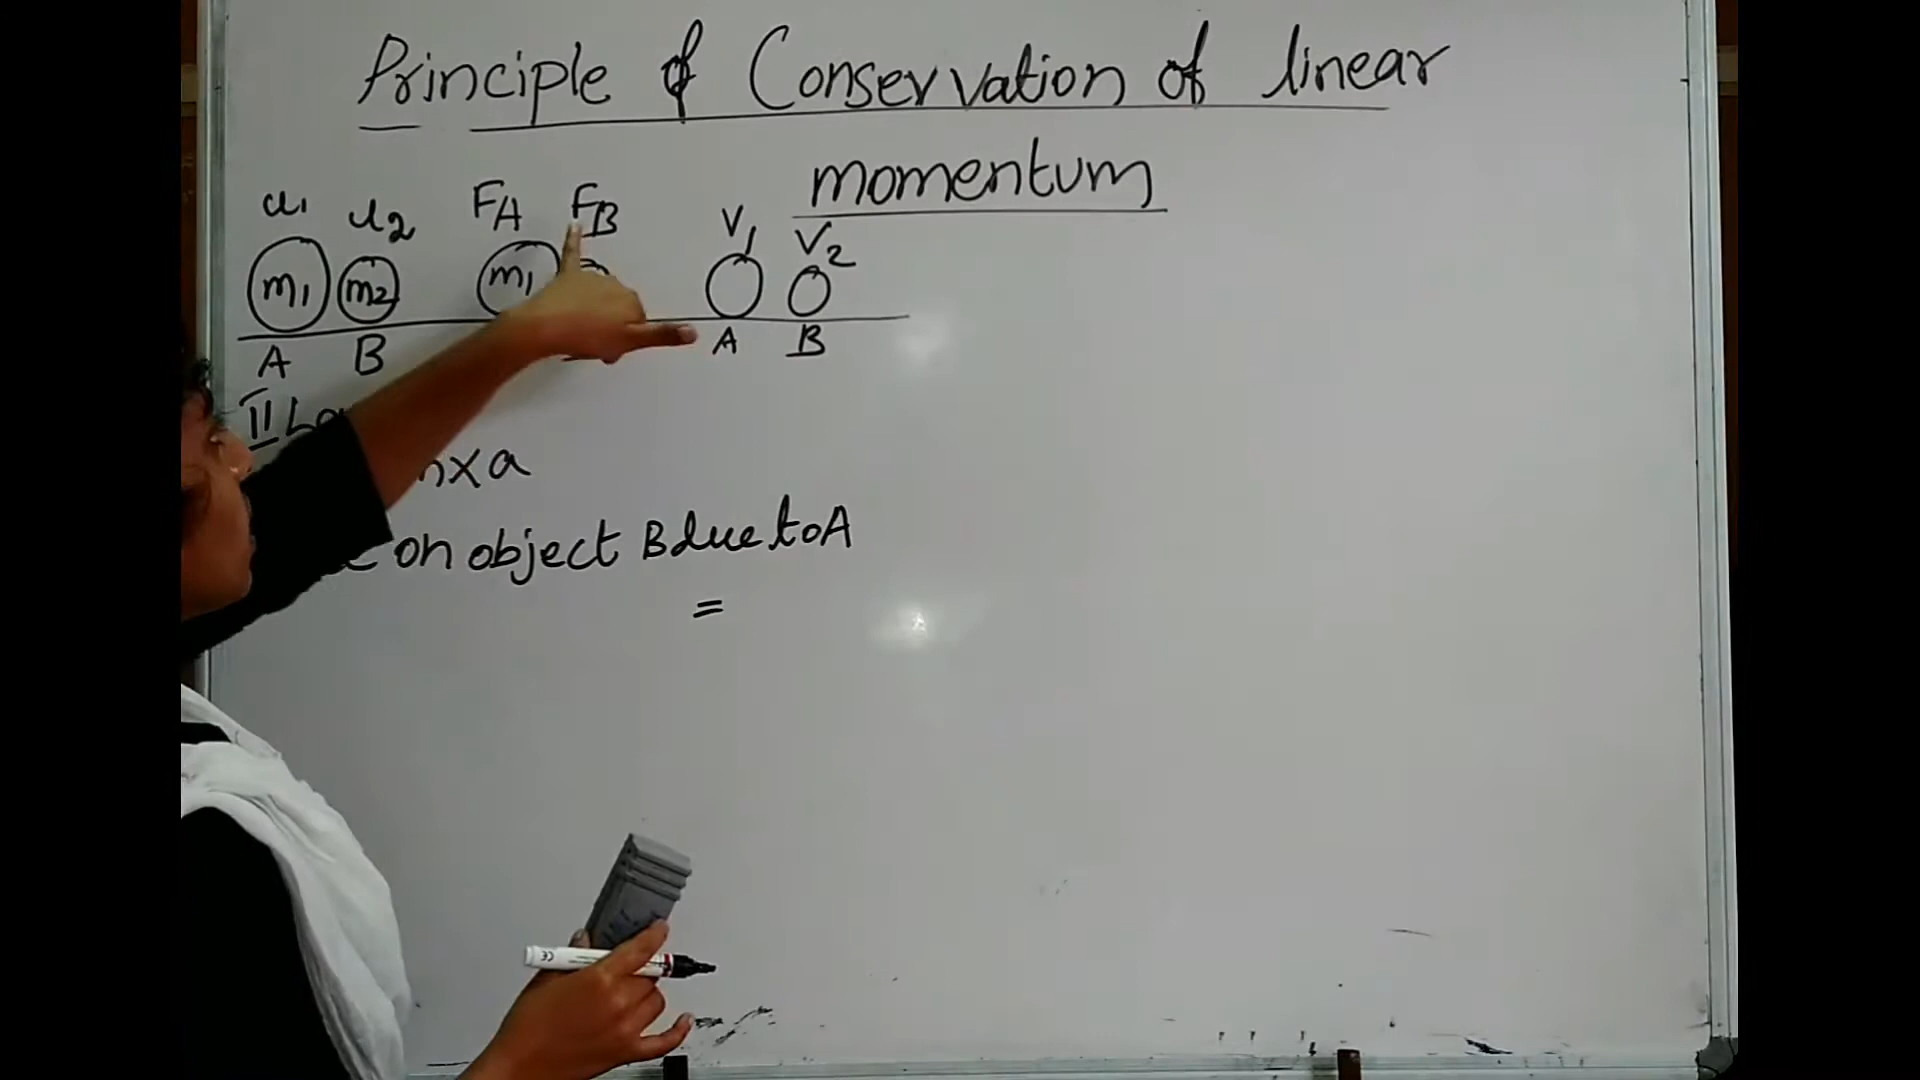 Principle of Conservation of linear
momentum
u1 u2 FA FB V1 V2
m1 m2 m1
A B A B
II
x a
on object B due to A
=